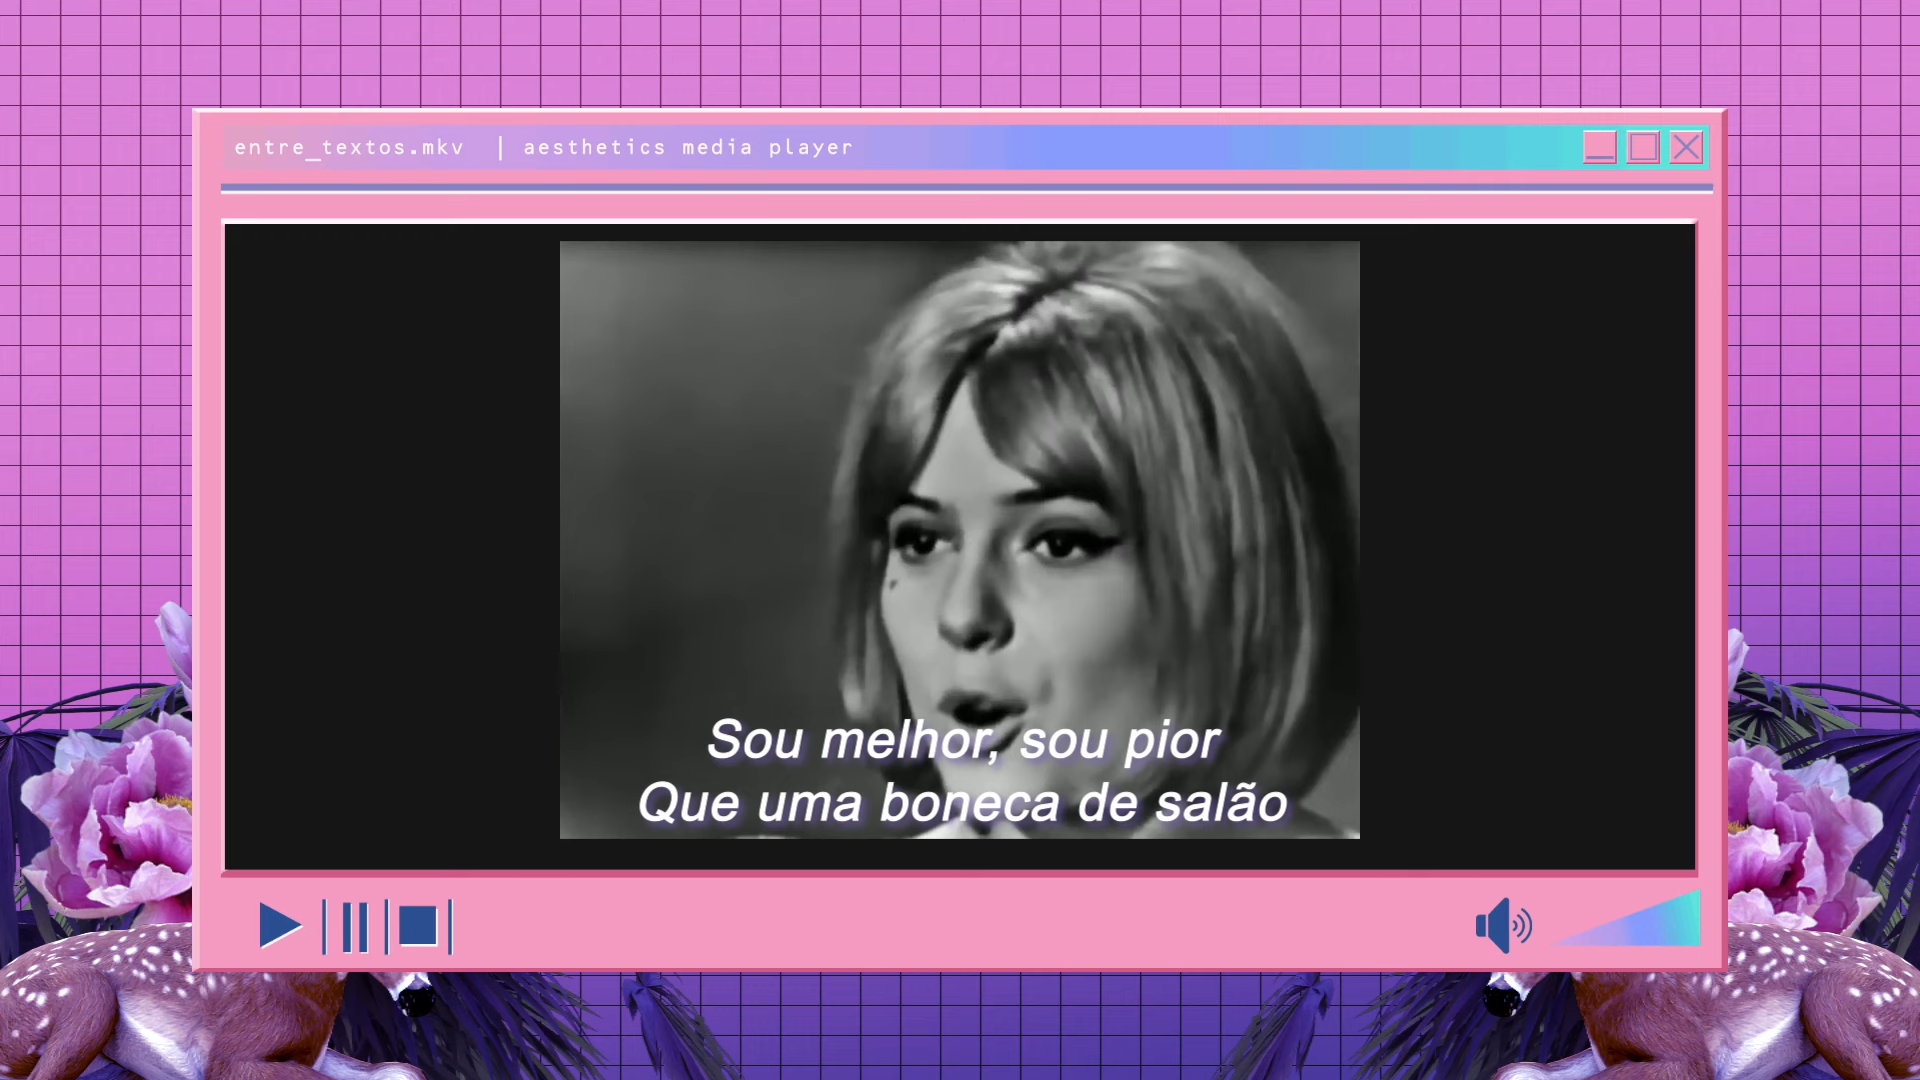 entre_textos.mkv | aesthetics media player
Sou melhor, sou pior
Que uma boneca de salão